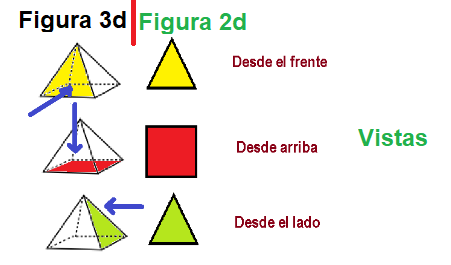 Figura 3d Figura 2d
Desde el frente
Desde arriba
Vistas
Desde el lado